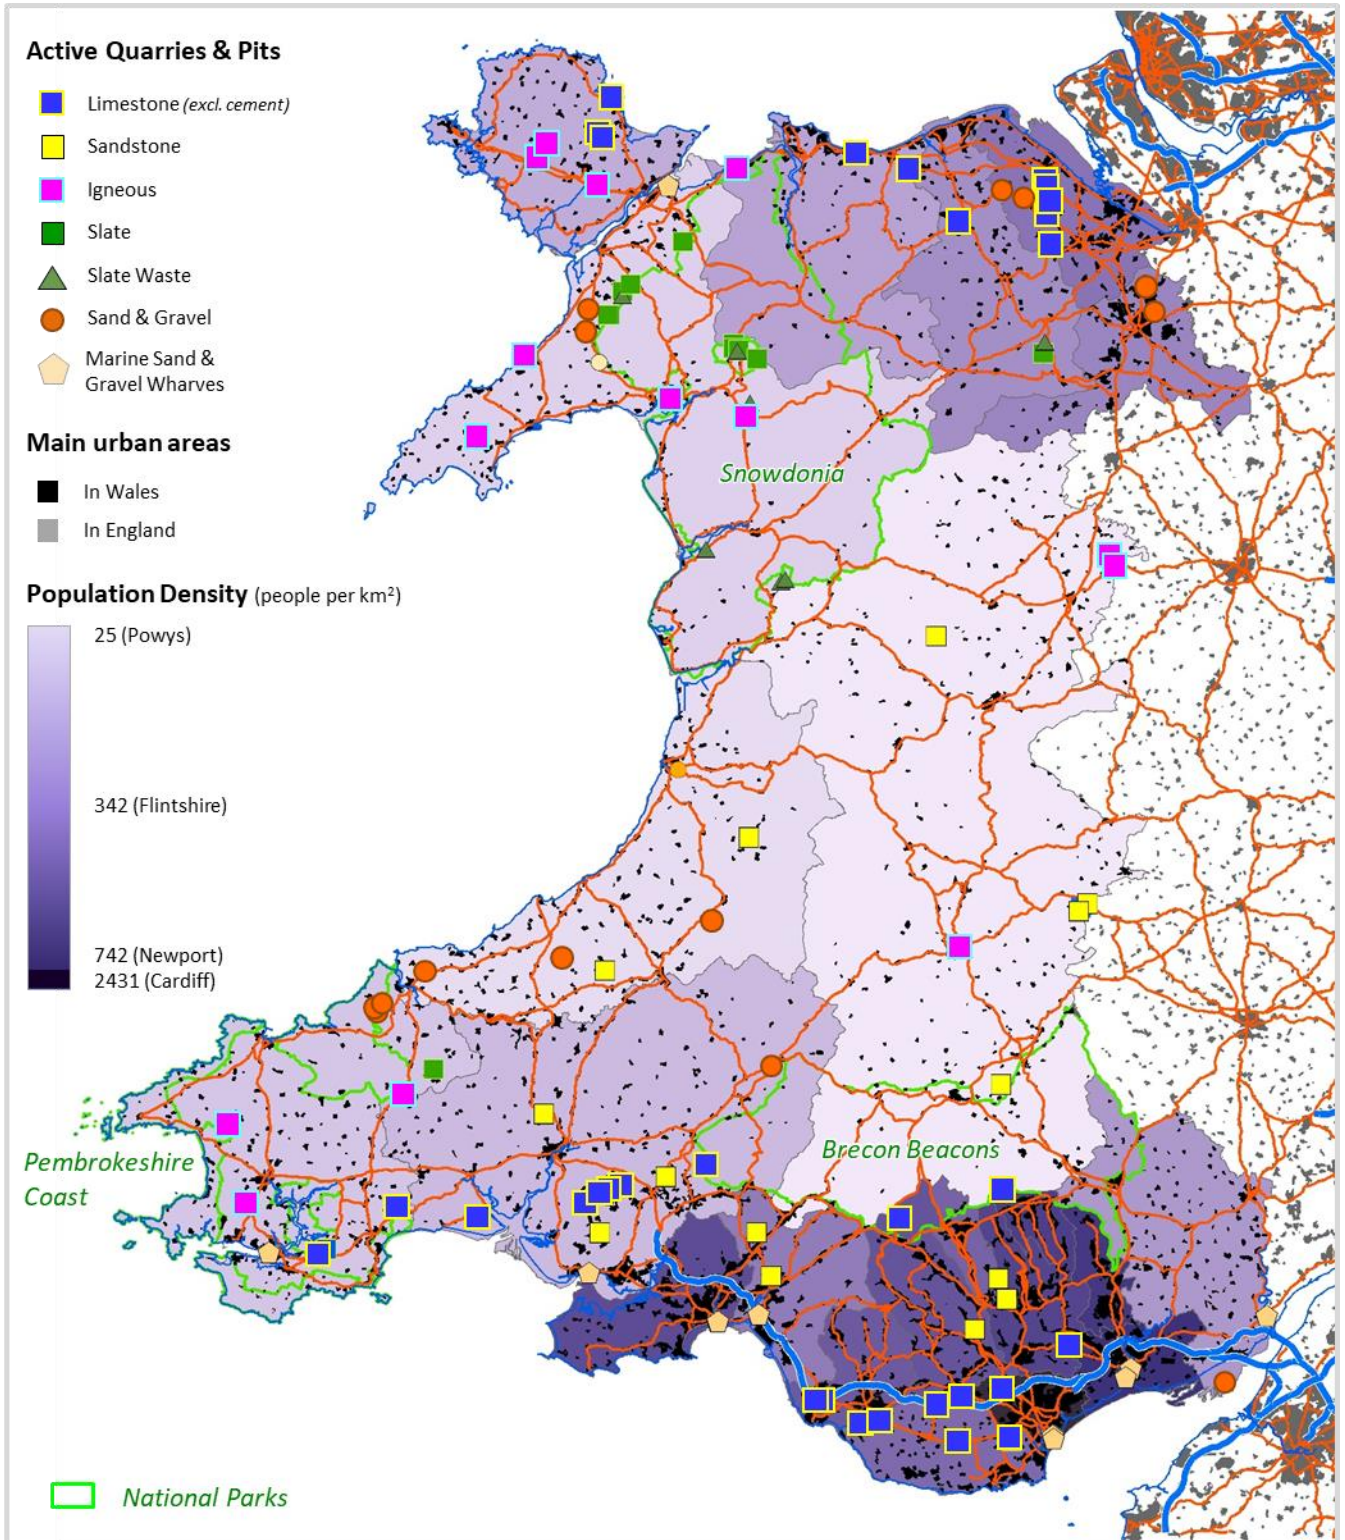 Active Quarries & Pits
Limestone (excl. cement)
Sandstone
Igneous
Slate
Slate Waste
Sand & Gravel
Marine Sand &
Gravel Wharves
Main urban areas
In Wales
In England
Population Density (people per km²)
25 (Powys)
342 (Flintshire)
742 (Newport)
2431 (Cardiff)
Snowdonia
Brecon Beacons
Pembrokeshire
Coast
National Parks